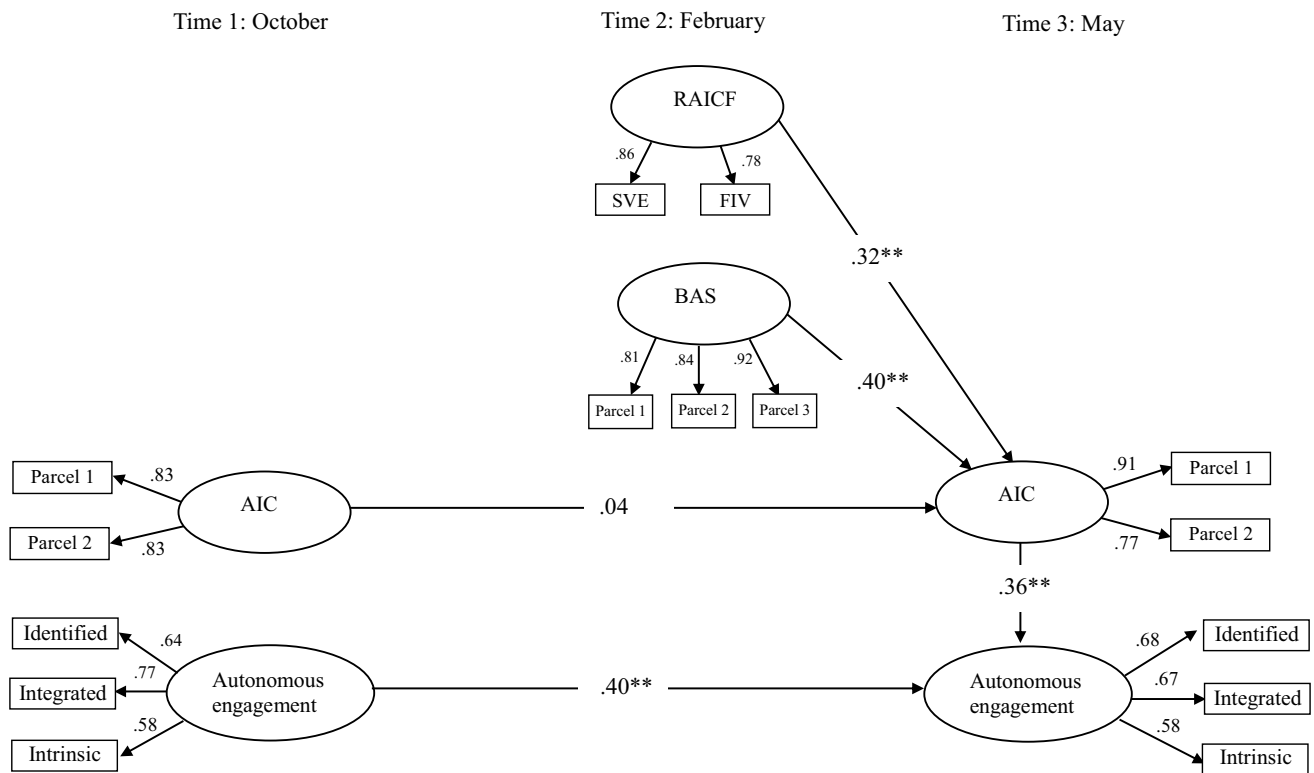 Time 1: October
Time 2: February
Time 3: May
RAICF
.86
.78
SVE
FIV
.32**
BAS
.81
.84
.92
Parcel 1
Parcel 2
Parcel 3
.40**
Parcel 1
.83
AIC
Parcel 2
.83
.04
AIC
.91
Parcel 1
.77
Parcel 2
.36**
Identified
.64
Integrated
.77
Intrinsic
.58
Autonomous
engagement
.40**
Autonomous
engagement
.68
Identified
.67
Integrated
.58
Intrinsic